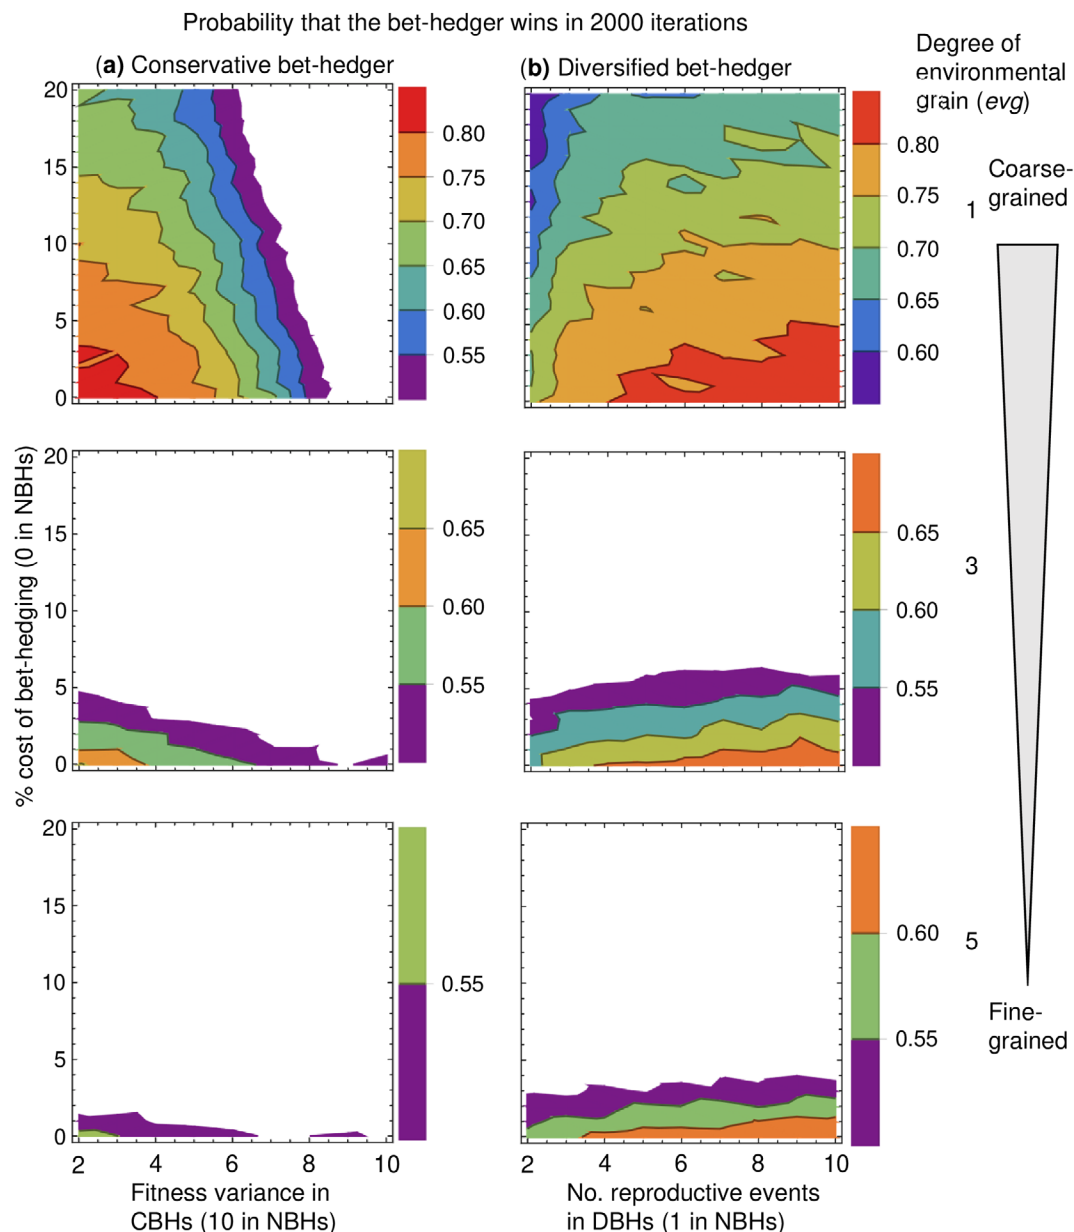 Probability that the bet-hedger wins in 2000 iterations
(a) Conservative bet-hedger
(b) Diversified bet-hedger
Degree of
environmental
grain (evg)
20
15
10
5
0
0.80
0.75
0.70
0.65
0.60
0.55
0.80
0.75
0.70
0.65
0.60
Coarse-
grained
1
% cost of bet-hedging (0 in NBHs)
20
15
10
5
0
0.65
0.60
0.55
0.65
0.60
0.55
3
20
15
10
5
0
0.55
0.60
0.55
5
Fine-
grained
2 4 6 8 10
2 4 6 8 10
Fitness variance in
CBHs (10 in NBHs)
No. reproductive events
in DBHs (1 in NBHs)